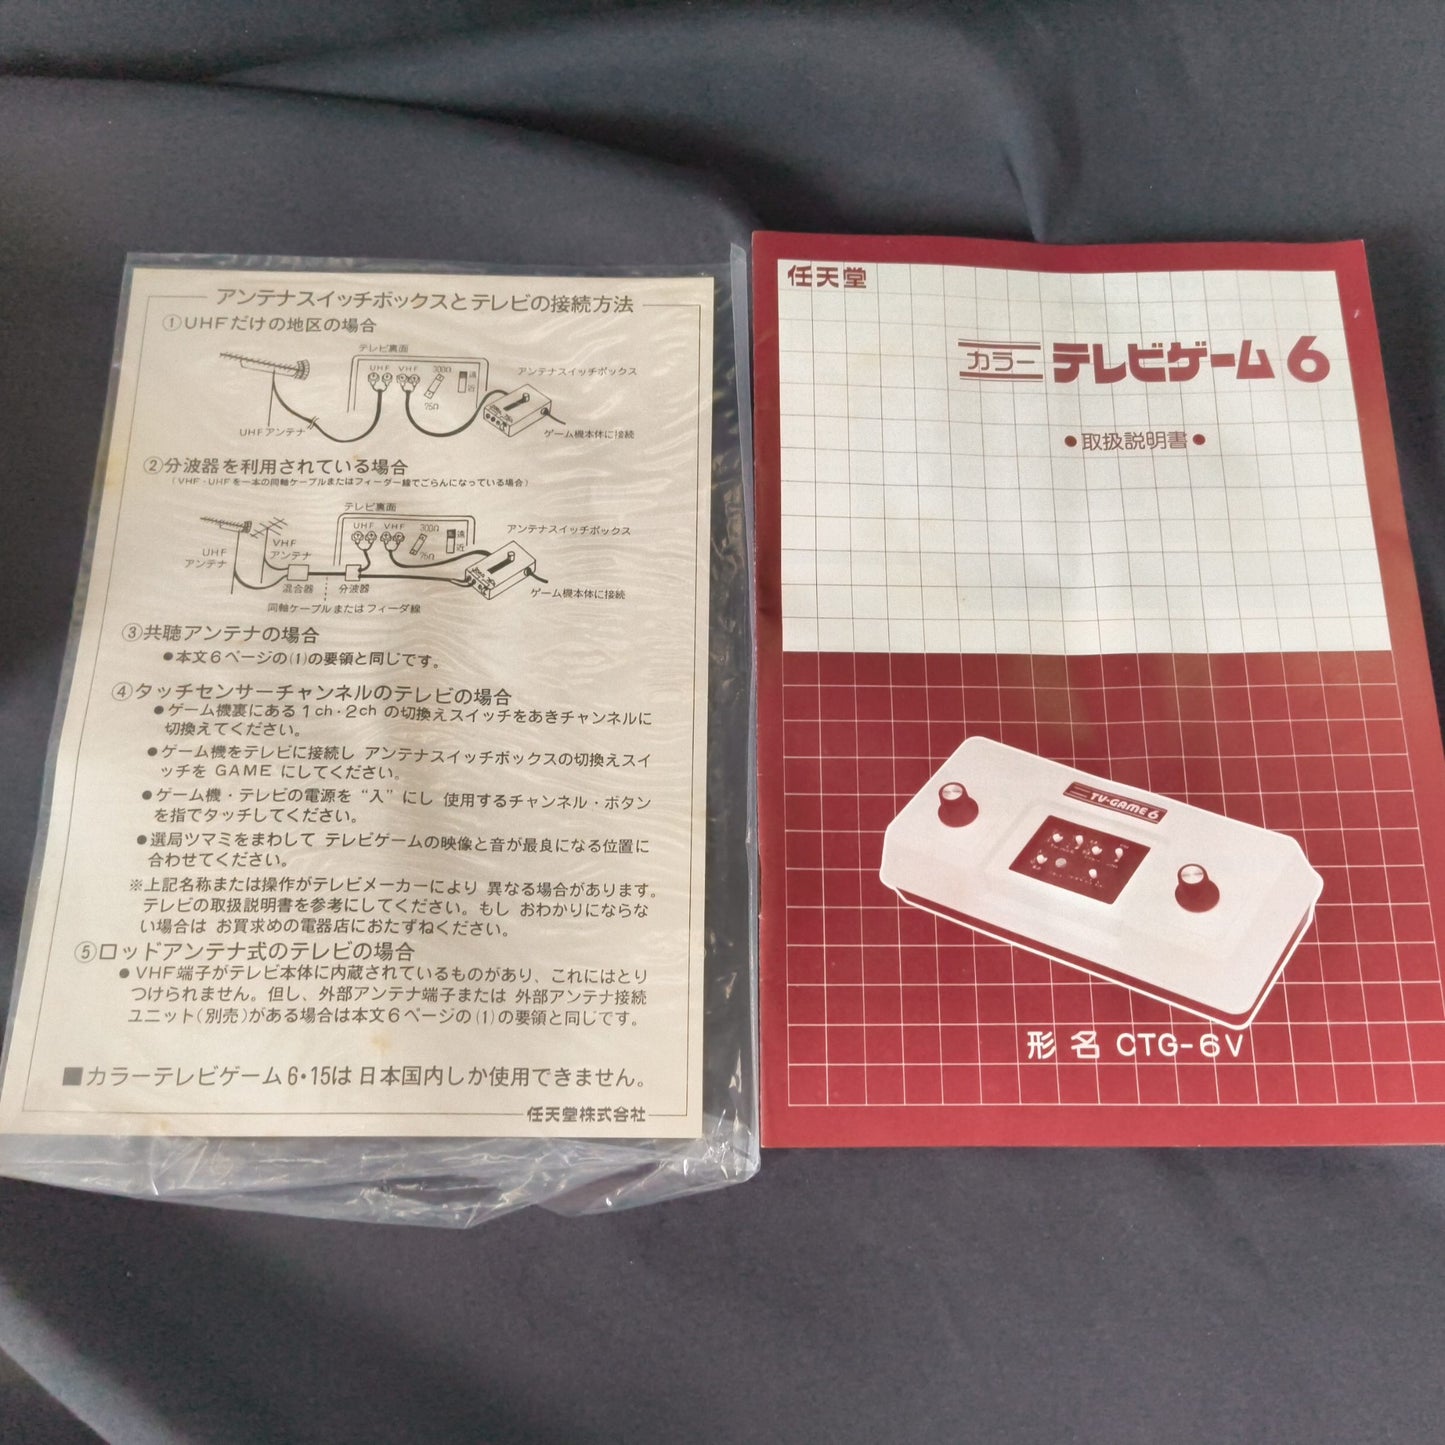 アンテナスイッチボックスとテレビの接続方法
①UHFだけの地区の場合
テレビ裏面
UHF VHF 300Ω 遠
近
75Ω
アンテナスイッチボックス
UHFアンテナ
ゲーム機本体に接続
②分波器を利用されている場合
(VHF・UHFを一本の同軸ケーブルまたはフィーダー線でごらんになっている場合)
テレビ裏面
UHF VHF 300Ω 遠
近
75Ω
アンテナスイッチボックス
UHF
アンテナ
VHF
アンテナ
混合器
分波器
ゲーム機本体に接続
同軸ケーブルまたはフィーダ線
③共聴アンテナの場合
●本文6ページの(1)の要領と同じです。
④タッチセンサーチャンネルのテレビの場合
●ゲーム機裏にある1ch・2chの切換えスイッチをあきチャンネルに
切換えてください。
●ゲーム機をテレビに接続し アンテナスイッチボックスの切換えスイ
ッチを GAME にしてください。
●ゲーム機・テレビの電源を “入” にし 使用するチャンネル・ボタン
を指でタッチしてください。
●選局ツマミをまわして テレビゲームの映像と音が最良になる位置に
合わせてください。
※上記名称または操作がテレビメーカーにより 異なる場合があります。
テレビの取扱説明書を参考にしてください。もし おわかりにならな
い場合は お買求めの電器店におたずねください。
⑤ロッドアンテナ式のテレビの場合
●VHF端子がテレビ本体に内蔵されているものがあり、これにはとり
つけられません。但し、外部アンテナ端子または 外部アンテナ接続
ユニット(別売)がある場合は本文6ページの(1)の要領と同じです。
■カラーテレビゲーム6・15は 日本国内しか使用できません。
任天堂株式会社
任天堂
カラー テレビゲーム 6
●取扱説明書●
TV-GAME 6
形名 CTG-6V